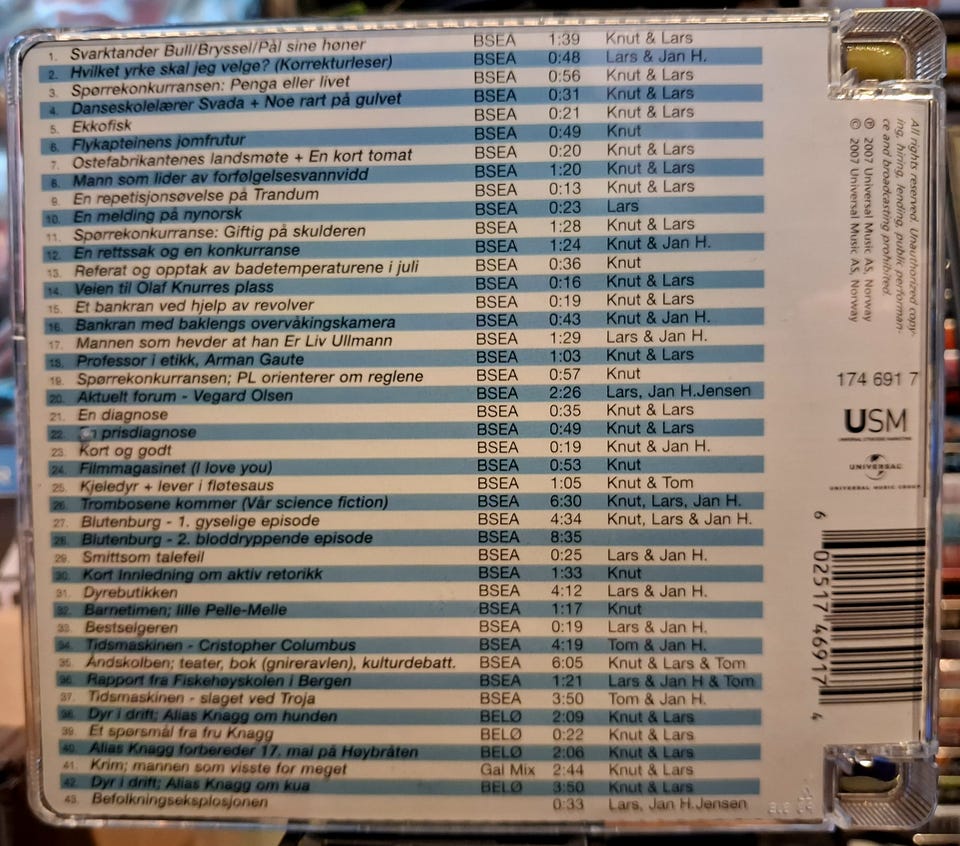 1. Svarktander Bull/Bryssel/Pål sine høner BSEA 1:39 Knut & Lars
2. Hvilket yrke skal jeg velge? (Korrekturleser) BSEA 0:48 Lars & Jan H.
3. Spørrekonkurransen: Penga eller livet BSEA 0:56 Knut & Lars
4. Danseskolelærer Svada + Noe rart på gulvet BSEA 0:31 Knut & Lars
5. Ekkofisk BSEA 0:21 Knut & Lars
6. Flykapteinens jomfrutur BSEA 0:49 Knut
7. Ostefabrikantenes landsmøte + En kort tomat BSEA 0:20 Knut & Lars
8. Mann som lider av forfølgelsesvannvidd BSEA 1:20 Knut & Lars
9. En repetisjonsøvelse på Trandum BSEA 0:13 Knut & Lars
10. En melding på nynorsk BSEA 0:23 Lars
11. Spørrekonkurranse: Giftig på skulderen BSEA 1:28 Knut & Lars
12. En rettssak og en konkurranse BSEA 1:24 Knut & Jan H.
13. Referat og opptak av badetemperaturene i juli BSEA 0:36 Knut
14. Veien til Olaf Knurres plass BSEA 0:16 Knut & Lars
15. Et bankran ved hjelp av revolver BSEA 0:19 Knut & Lars
16. Bankran med baklengs overvåkingskamera BSEA 0:43 Knut & Jan H.
17. Mannen som hevder at han Er Liv Ullmann BSEA 1:29 Lars & Jan H.
18. Professor i etikk, Arman Gaute BSEA 1:03 Knut & Lars
19. Spørrekonkurransen; PL orienterer om reglene BSEA 0:57 Knut
20. Aktuelt forum - Vegard Olsen BSEA 2:26 Lars, Jan H.Jensen
21. En diagnose BSEA 0:35 Knut & Lars
22. En prisdiagnose BSEA 0:49 Knut & Lars
23. Kort og godt BSEA 0:19 Knut & Jan H.
24. Filmmagasinet (I love you) BSEA 0:53 Knut
25. Kjeledyr + lever i fløtesaus BSEA 1:05 Knut & Tom
26. Trombosene kommer (Vår science fiction) BSEA 6:30 Knut, Lars, Jan H.
27. Blutenburg - 1. gyselige episode BSEA 4:34 Knut, Lars & Jan H.
28. Blutenburg - 2. bloddryppende episode BSEA 8:35
29. Smittsom talefeil BSEA 0:25 Lars & Jan H.
30. Kort Innledning om aktiv retorikk BSEA 1:33 Knut
31. Dyrebutikken BSEA 4:12 Lars & Jan H.
32. Barnetimen; lille Pelle-Melle BSEA 1:17 Knut
33. Bestselgeren BSEA 0:19 Lars & Jan H.
34. Tidsmaskinen - Cristopher Columbus BSEA 4:19 Tom & Jan H.
35. Åndskolben; teater, bok (gnireravlen), kulturdebatt. BSEA 6:05 Knut & Lars & Tom
36. Rapport fra Fiskehøyskolen i Bergen BSEA 1:21 Lars & Jan H & Tom
37. Tidsmaskinen - slaget ved Troja BSEA 3:50 Tom & Jan H.
38. Dyr i drift; Alias Knagg om hunden BELØ 2:09 Knut & Lars
39. Et spørsmål fra fru Knagg BELØ 0:22 Knut & Lars
40. Alias Knagg forbereder 17. mai på Høybråten BELØ 2:06 Knut & Lars
41. Krim; mannen som visste for meget Gal Mix 2:44 Knut & Lars
42. Dyr i drift; Alias Knagg om kua BELØ 3:50 Knut & Lars
43. Befolkningseksplosjonen 0:33 Lars, Jan H.Jensen
All rights reserved. Unauthorized copy-
ing, hiring, lending, public performan-
ce and broadcasting prohibited.
℗ 2007 Universal Music AS, Norway
© 2007 Universal Music AS, Norway
174 691 7
USM
UNIVERSAL STRATEGIC MARKETING
UNIVERSAL
UNIVERSAL MUSIC GROUP
6 02517 46917 4